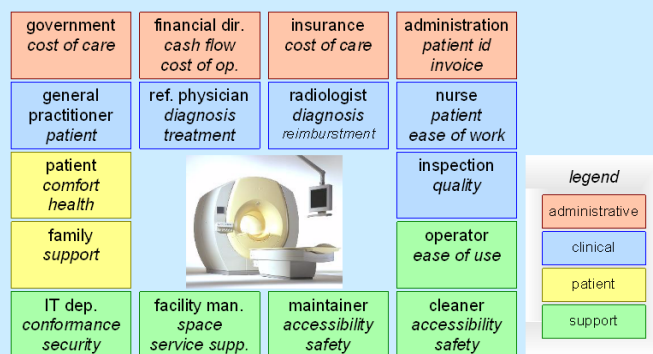 government
cost of care
financial dir.
cash flow
cost of op.
insurance
cost of care
administration
patient id
invoice
general
practitioner
patient
ref. physician
diagnosis
treatment
radiologist
diagnosis
reimburstment
nurse
patient
ease of work
patient
comfort
health
inspection
quality
family
support
operator
ease of use
IT dep.
conformance
security
facility man.
space
service supp.
maintainer
accessibility
safety
cleaner
accessibility
safety
legend
administrative
clinical
patient
support